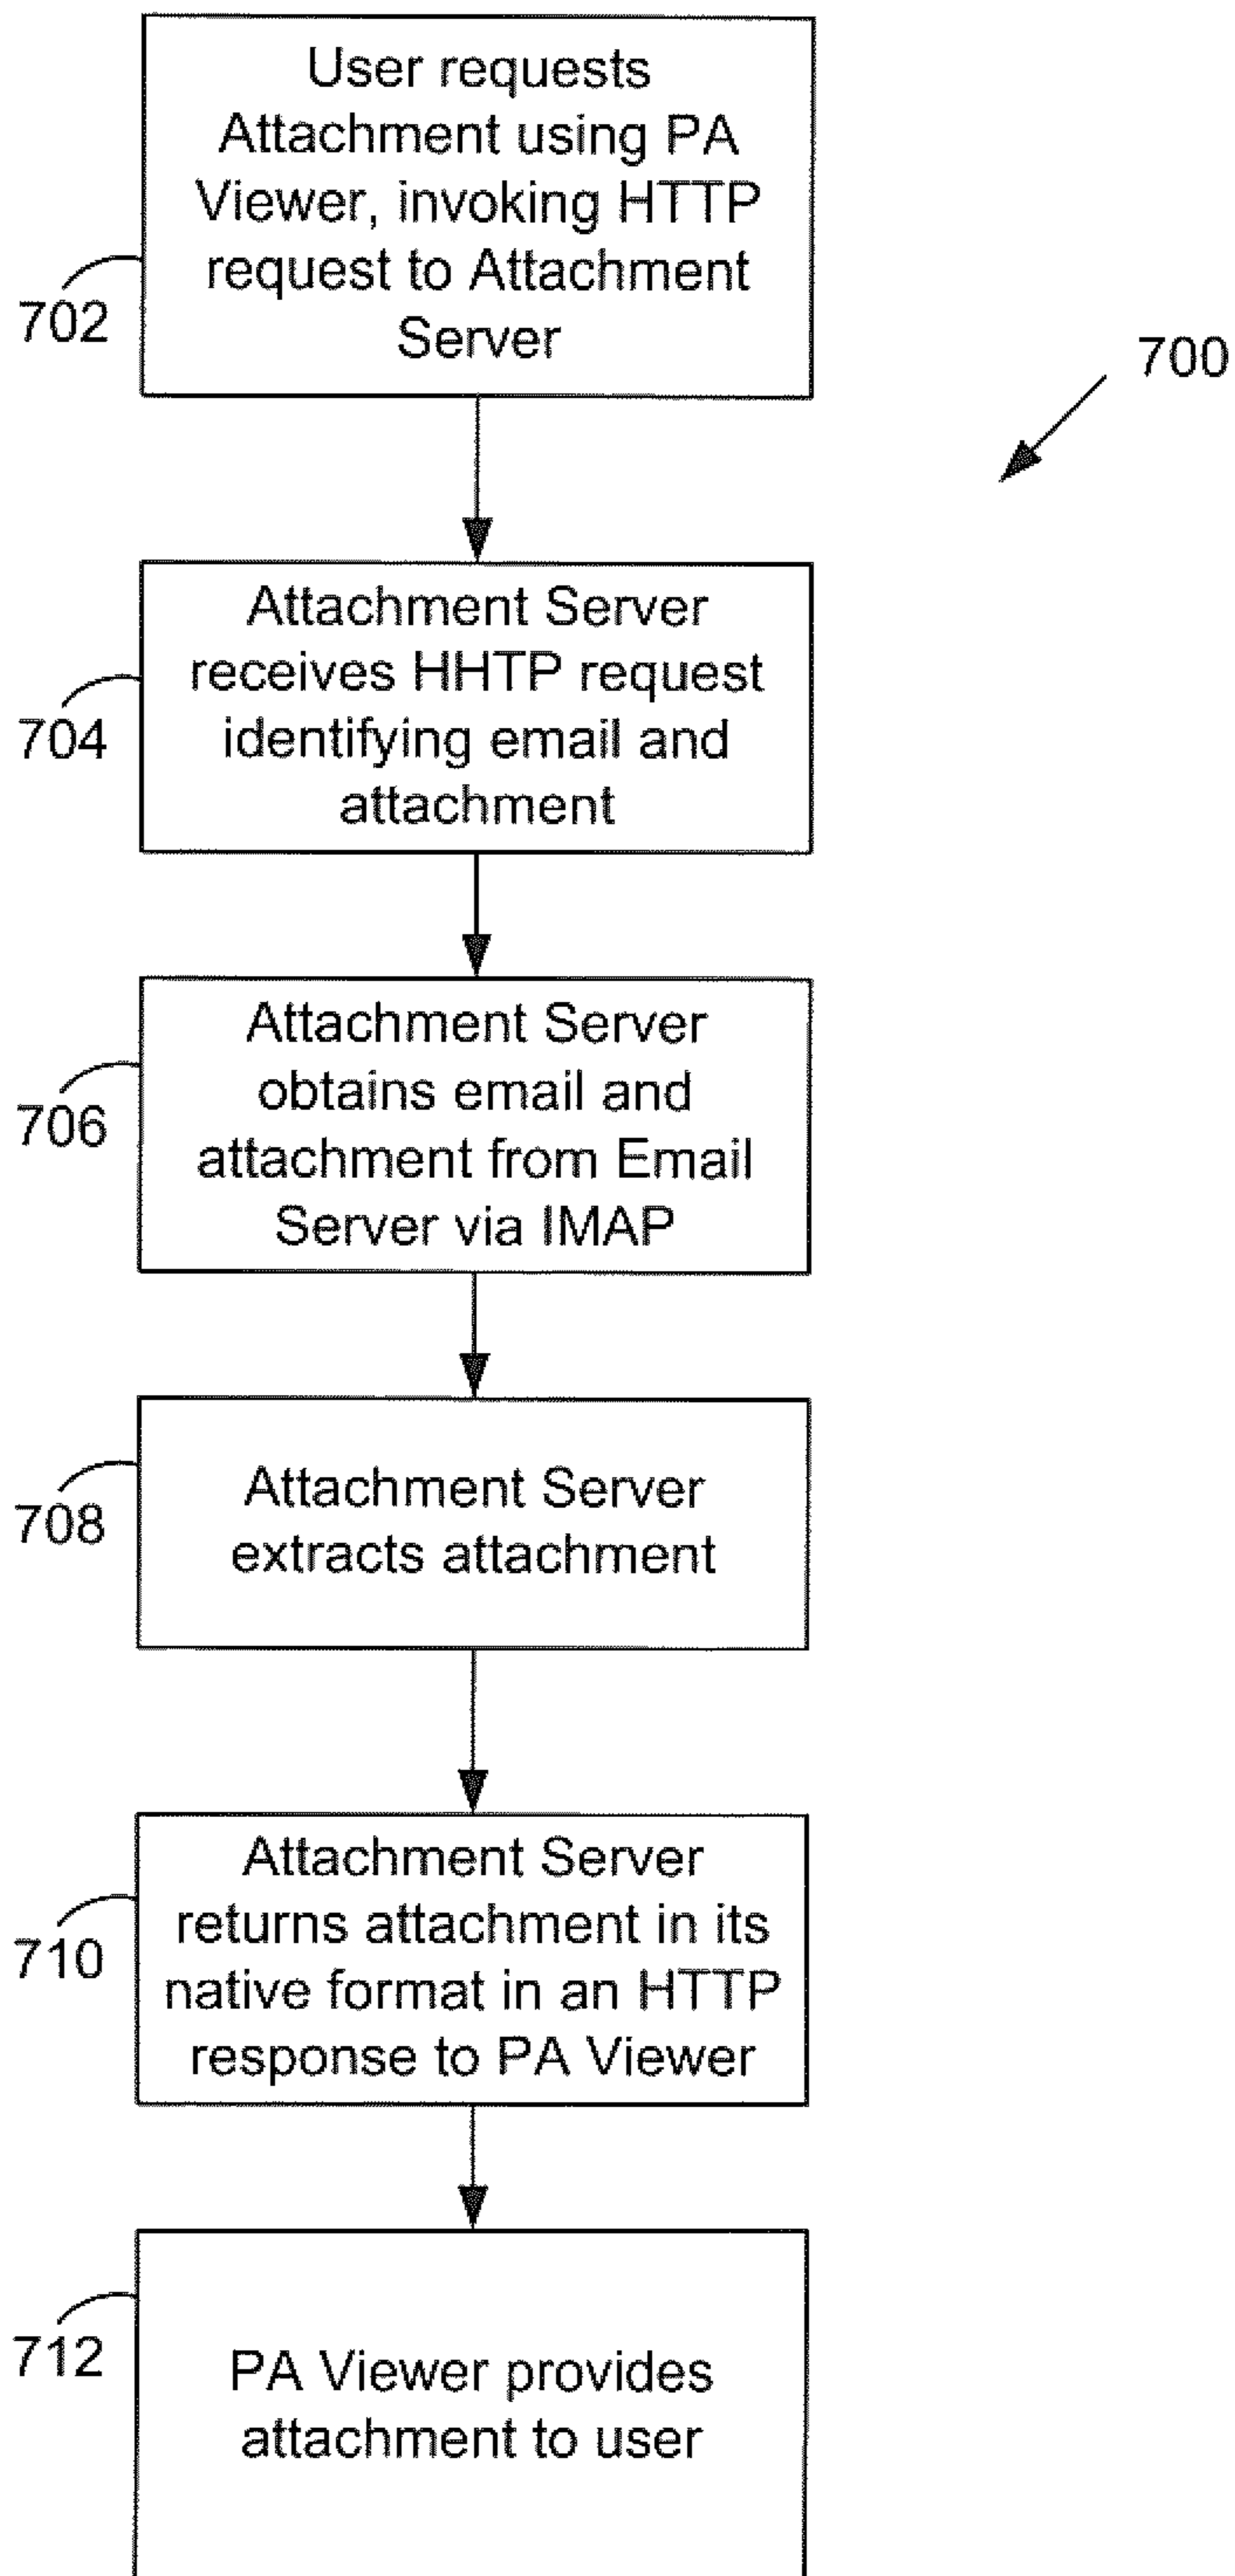 User requests
Attachment using PA
Viewer, invoking HTTP
request to Attachment
Server
702
700
Attachment Server
receives HHTP request
identifying email and
attachment
704
Attachment Server
obtains email and
attachment from Email
Server via IMAP
706
Attachment Server
extracts attachment
708
Attachment Server
returns attachment in its
native format in an HTTP
response to PA Viewer
710
PA Viewer provides
attachment to user
712